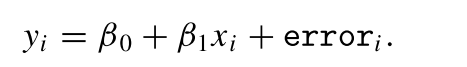 yᵢ = β₀ + β₁xᵢ + errorᵢ.